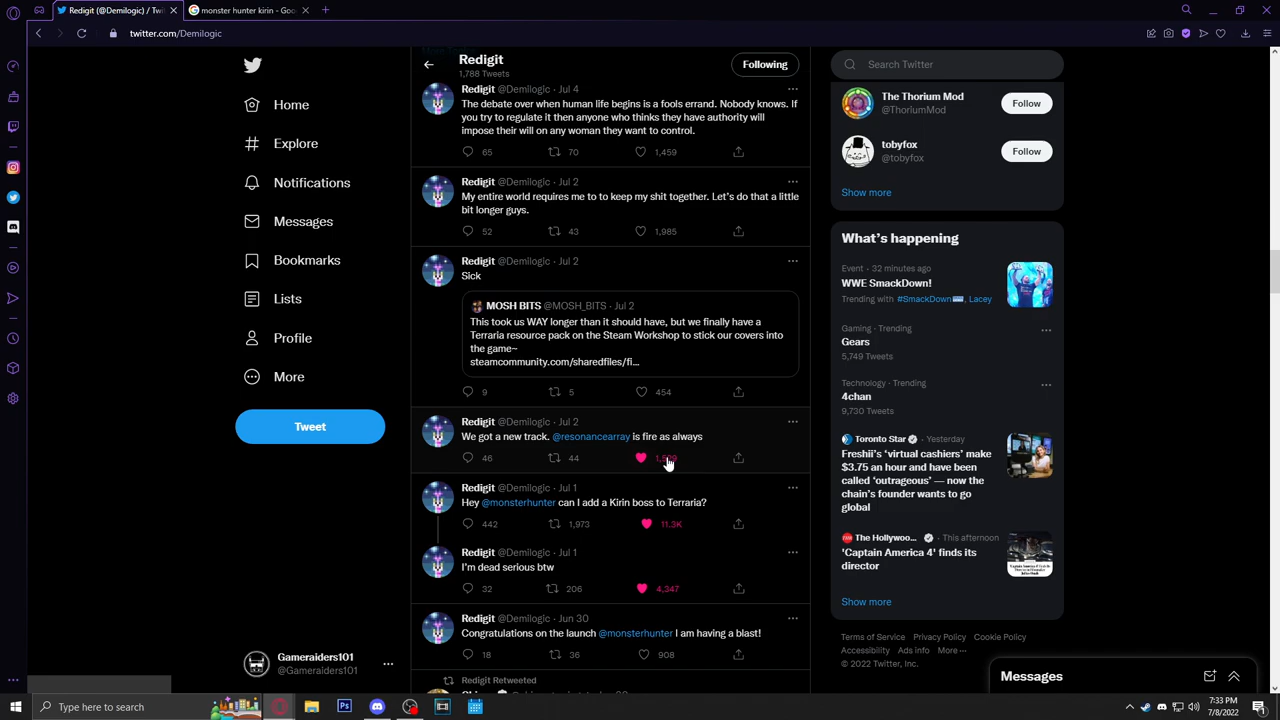 Redigit (@Demilogic) / Twi
monster hunter kirin - Goo
twitter.com/Demilogic
Redigit
1,788 Tweets
Following
Search Twitter
Home
Explore
Notifications
Messages
Bookmarks
Lists
Profile
More
Tweet
Gameraiders101
@Gameraiders101
Redigit @Demilogic · Jul 4
The debate over when human life begins is a fools errand. Nobody knows. If
you try to regulate it then anyone who thinks they have authority will
impose their will on any woman they want to control.
65 70 1,459
Redigit @Demilogic · Jul 2
My entire world requires me to to keep my shit together. Let's do that a little
bit longer guys.
52 43 1,985
Redigit @Demilogic · Jul 2
Sick
MOSH BITS @MOSH_BITS · Jul 2
This took us WAY longer than it should have, but we finally have a
Terraria resource pack on the Steam Workshop to stick our covers into
the game~
steamcommunity.com/sharedfiles/fi...
9 5 454
Redigit @Demilogic · Jul 2
We got a new track. @resonancearray is fire as always
46 44
Redigit @Demilogic · Jul 1
Hey @monsterhunter can I add a Kirin boss to Terraria?
442 1,973 11.3K
Redigit @Demilogic · Jul 1
I'm dead serious btw
32 206 4,347
Redigit @Demilogic · Jun 30
Congratulations on the launch @monsterhunter I am having a blast!
18 36 908
Redigit Retweeted
The Thorium Mod
@ThoriumMod
Follow
tobyfox
@tobyfox
Follow
Show more
What's happening
Event · 32 minutes ago
WWE SmackDown!
Trending with #SmackDown, Lacey
Gaming · Trending
Gears
5,749 Tweets
Technology · Trending
4chan
9,730 Tweets
Toronto Star · Yesterday
Freshii's 'virtual cashiers' make
$3.75 an hour and have been
called 'outrageous' — now the
chain's founder wants to go
global
The Hollywoo... · This afternoon
'Captain America 4' finds its
director
Show more
Terms of Service Privacy Policy Cookie Policy
Accessibility Ads info More ···
© 2022 Twitter, Inc.
Messages
Type here to search
Ps
7:33 PM
7/8/2022